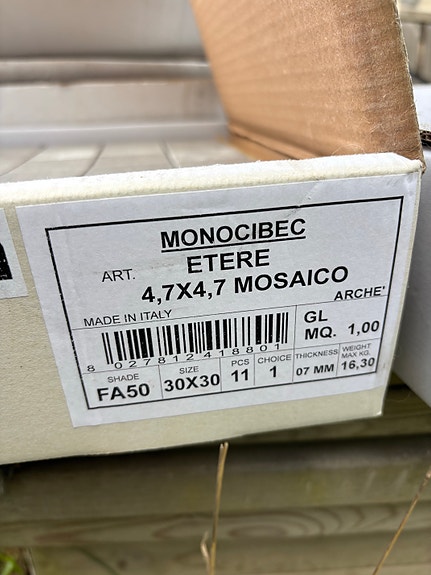 MONOCIBEC
ART. ETERE
4,7X4,7 MOSAICO
ARCHE'
MADE IN ITALY
GL
MQ. 1,00
8 027812 418801
SHADE SIZE PCS CHOICE THICKNESS WEIGHT MAX KG.
FA50 30X30 11 1 07 MM 16,30